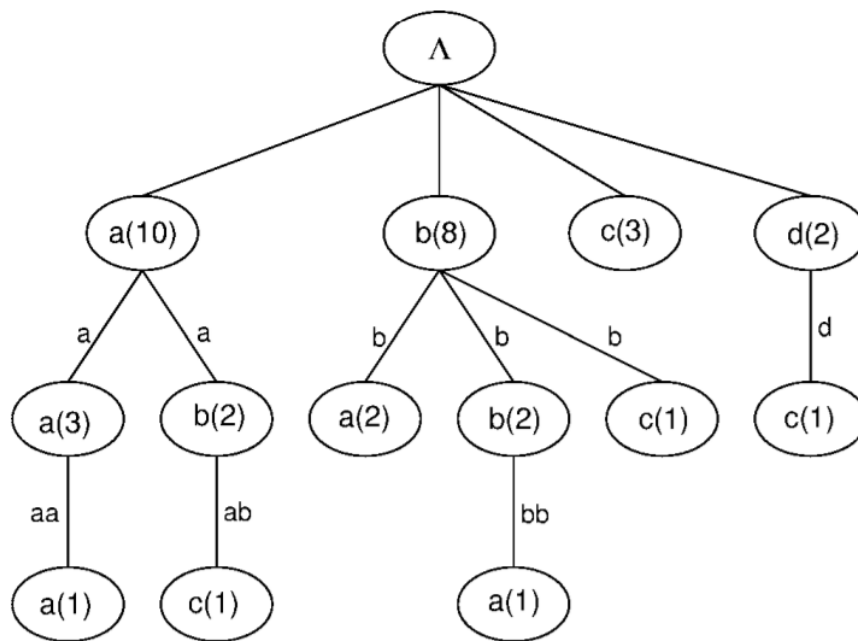 Λ
a(10) b(8) c(3) d(2)
a a b b b d
a(3) b(2) a(2) b(2) c(1) c(1)
aa ab bb
a(1) c(1) a(1)